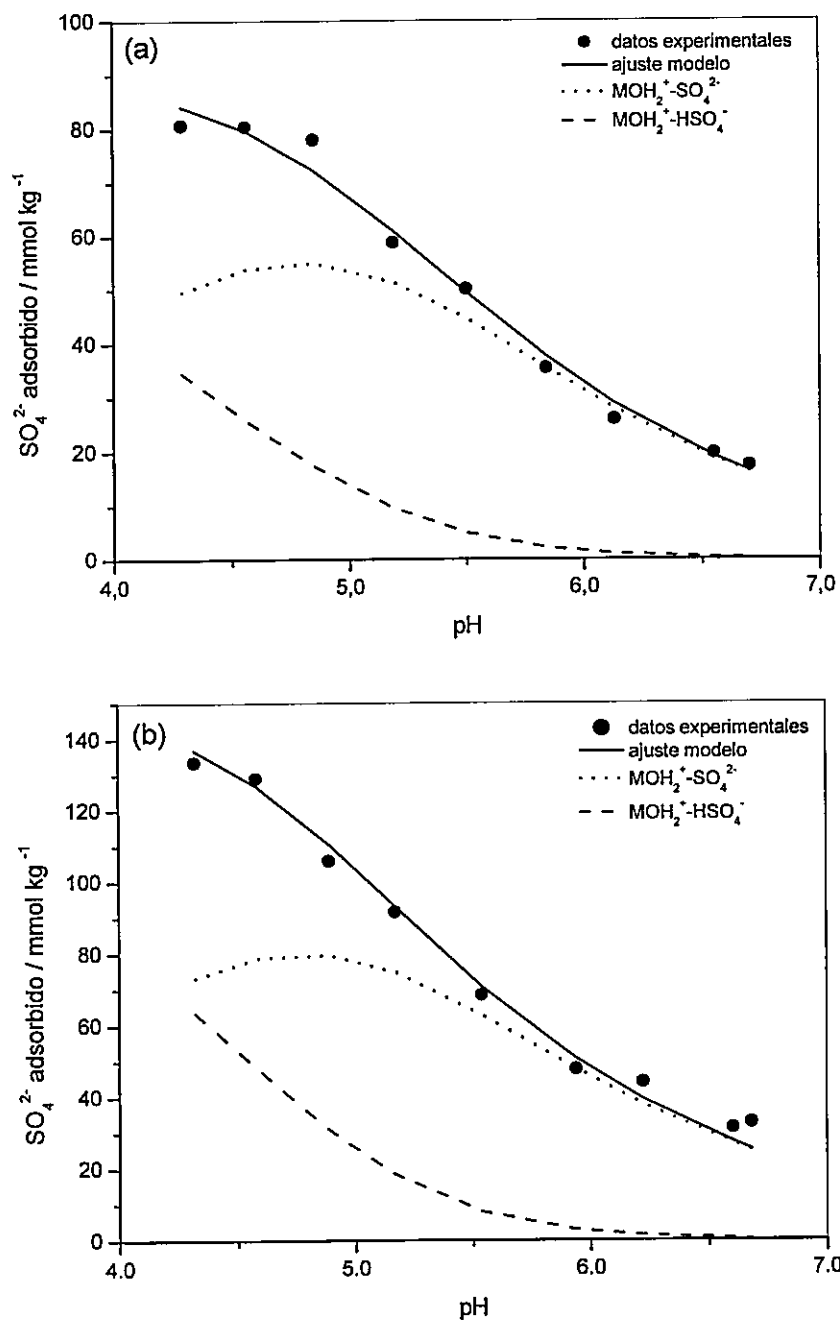 (a)
datos experimentales
ajuste modelo
MOH₂⁺-SO₄²⁻
MOH₂⁺-HSO₄⁻
100
80
60
40
20
0
SO₄²⁻ adsorbido / mmol kg⁻¹
4,0 5,0 6,0 7,0
pH
(b)
datos experimentales
ajuste modelo
MOH₂⁺-SO₄²⁻
MOH₂⁺-HSO₄⁻
140
120
100
80
60
40
20
0
SO₄²⁻ adsorbido / mmol kg⁻¹
4.0 5.0 6.0 7.0
pH